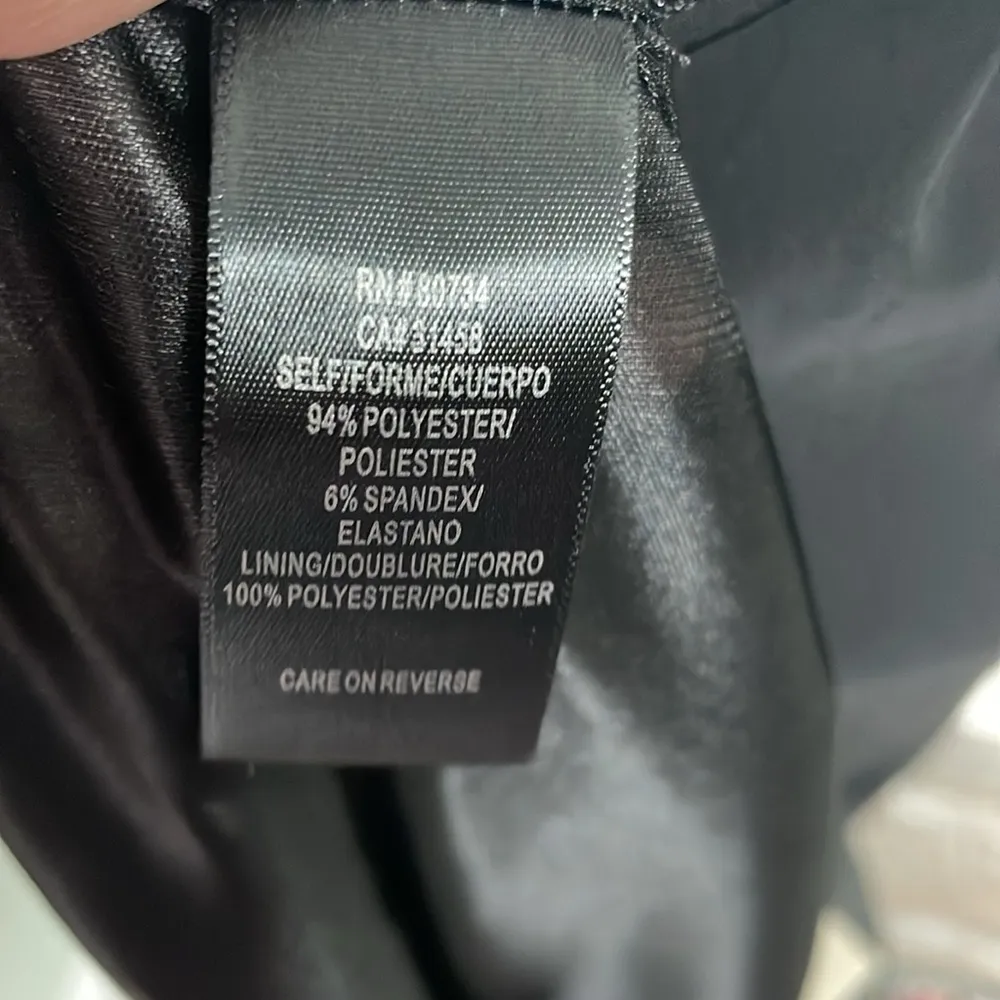 RN# 80734
CA# 31458
SELF/FORME/CUERPO
94% POLYESTER/
POLIESTER
6% SPANDEX/
ELASTANO
LINING/DOUBLURE/FORRO
100% POLYESTER/POLIESTER
CARE ON REVERSE